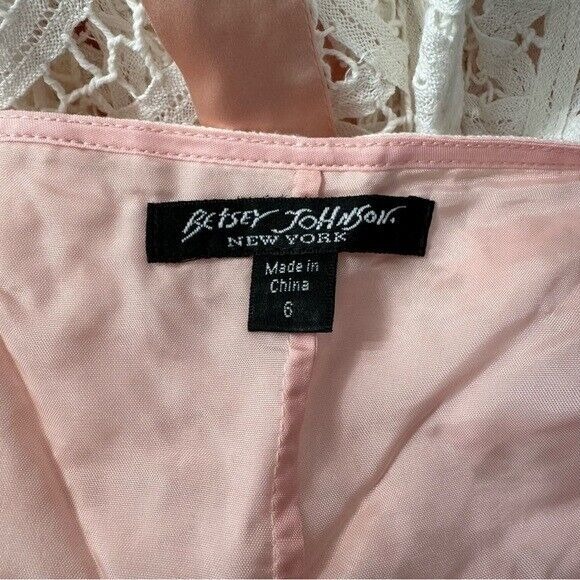 BETSEY JOHNSON.
NEW YORK
Made in
China
6